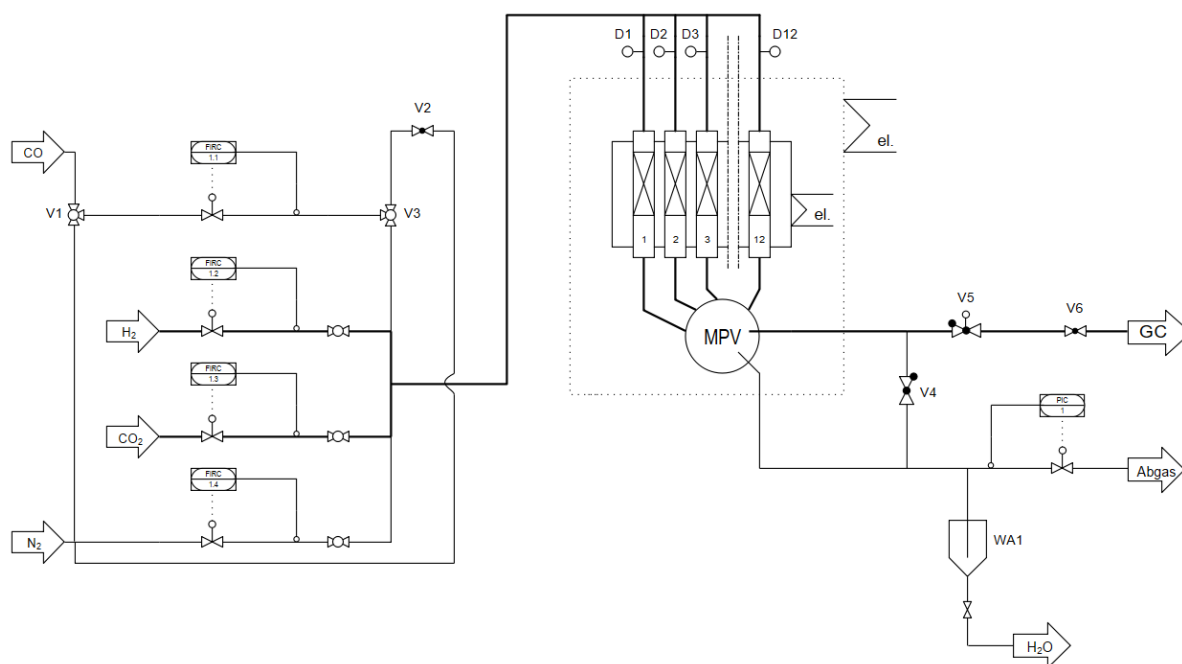 D1
D2
D3
D12
V2
CO
FIRC
1.1
el.
V1
V3
el.
1
2
3
12
FIRC
1.2
H₂
V5
V6
MPV
GC
FIRC
1.3
CO₂
V4
PIC
1
FIRC
1.4
Abgas
N₂
WA1
H₂O